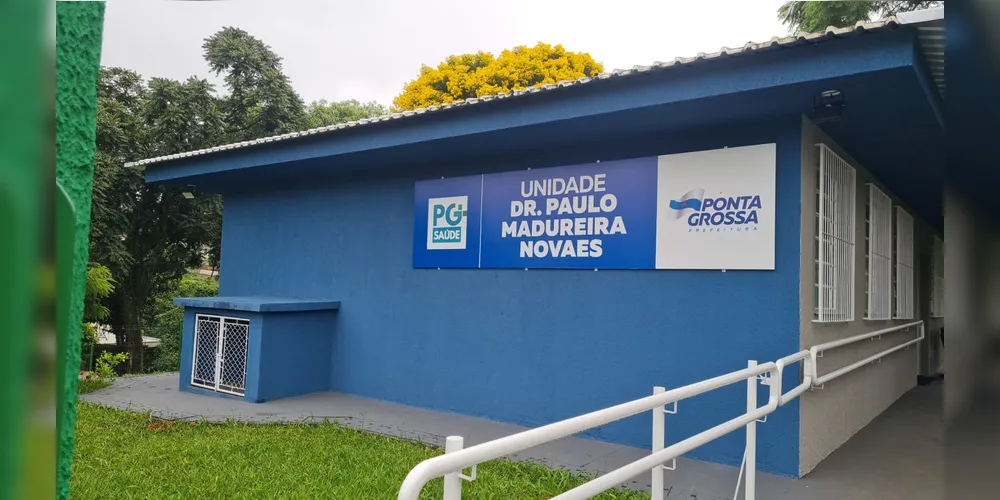 PG+
SAÚDE
UNIDADE
DR. PAULO
MADUREIRA
NOVAES
PONTA
GROSSA
PREFEITURA